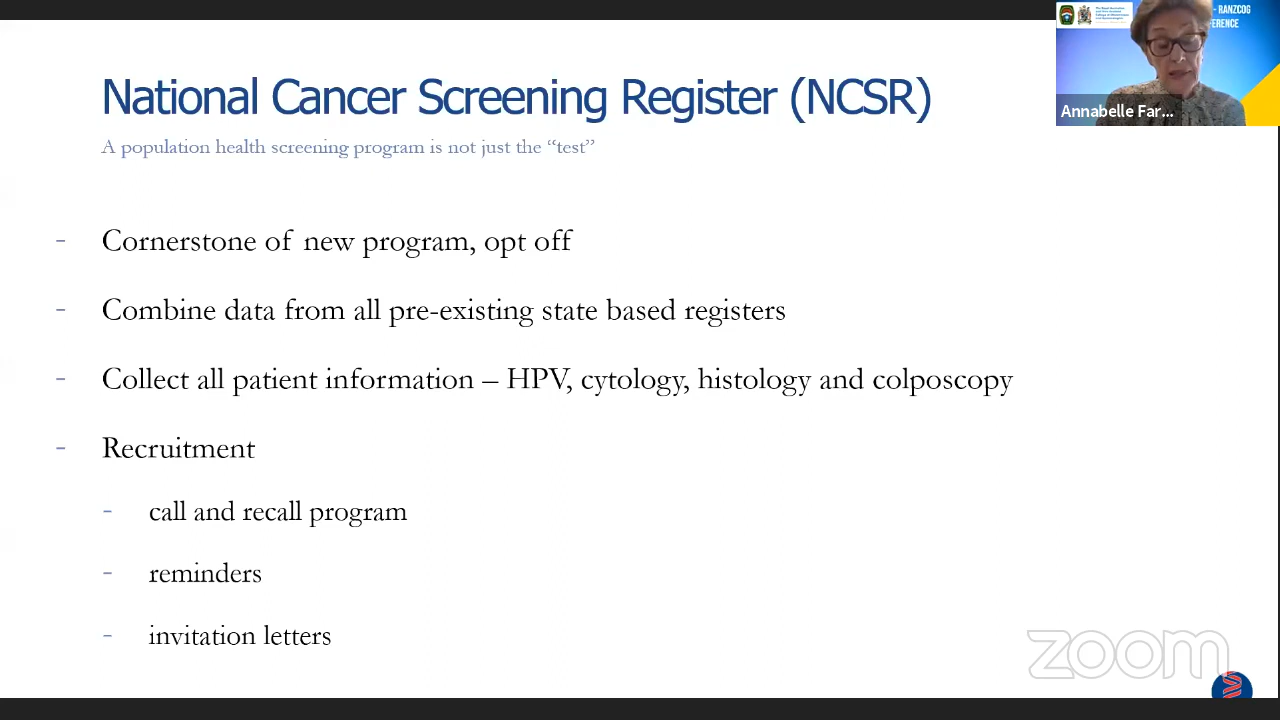 National Cancer Screening Register (NCSR)
A population health screening program is not just the “test”
- Cornerstone of new program, opt off
- Combine data from all pre-existing state based registers
- Collect all patient information – HPV, cytology, histology and colposcopy
- Recruitment
- call and recall program
- reminders
- invitation letters
- RANZCOG
Annabelle Far...
zoom